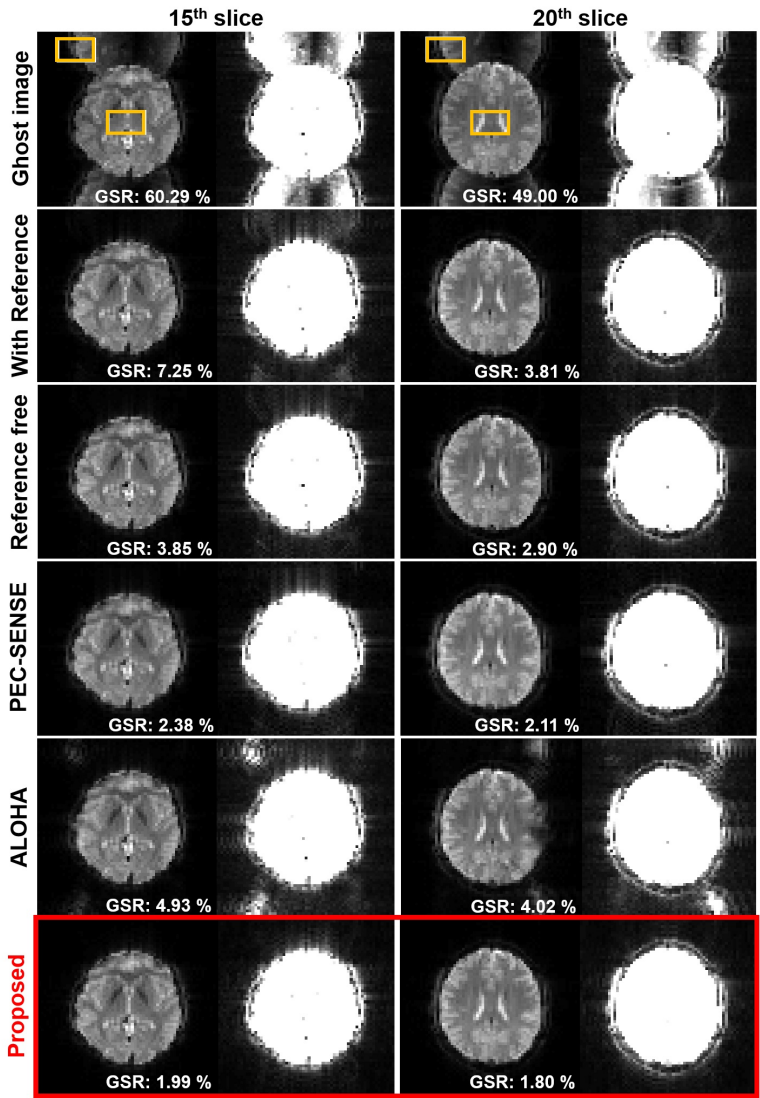 15th slice
20th slice
Ghost image
GSR: 60.29 %
GSR: 49.00 %
With Reference
GSR: 7.25 %
GSR: 3.81 %
Reference free
GSR: 3.85 %
GSR: 2.90 %
PEC-SENSE
GSR: 2.38 %
GSR: 2.11 %
ALOHA
GSR: 4.93 %
GSR: 4.02 %
Proposed
GSR: 1.99 %
GSR: 1.80 %